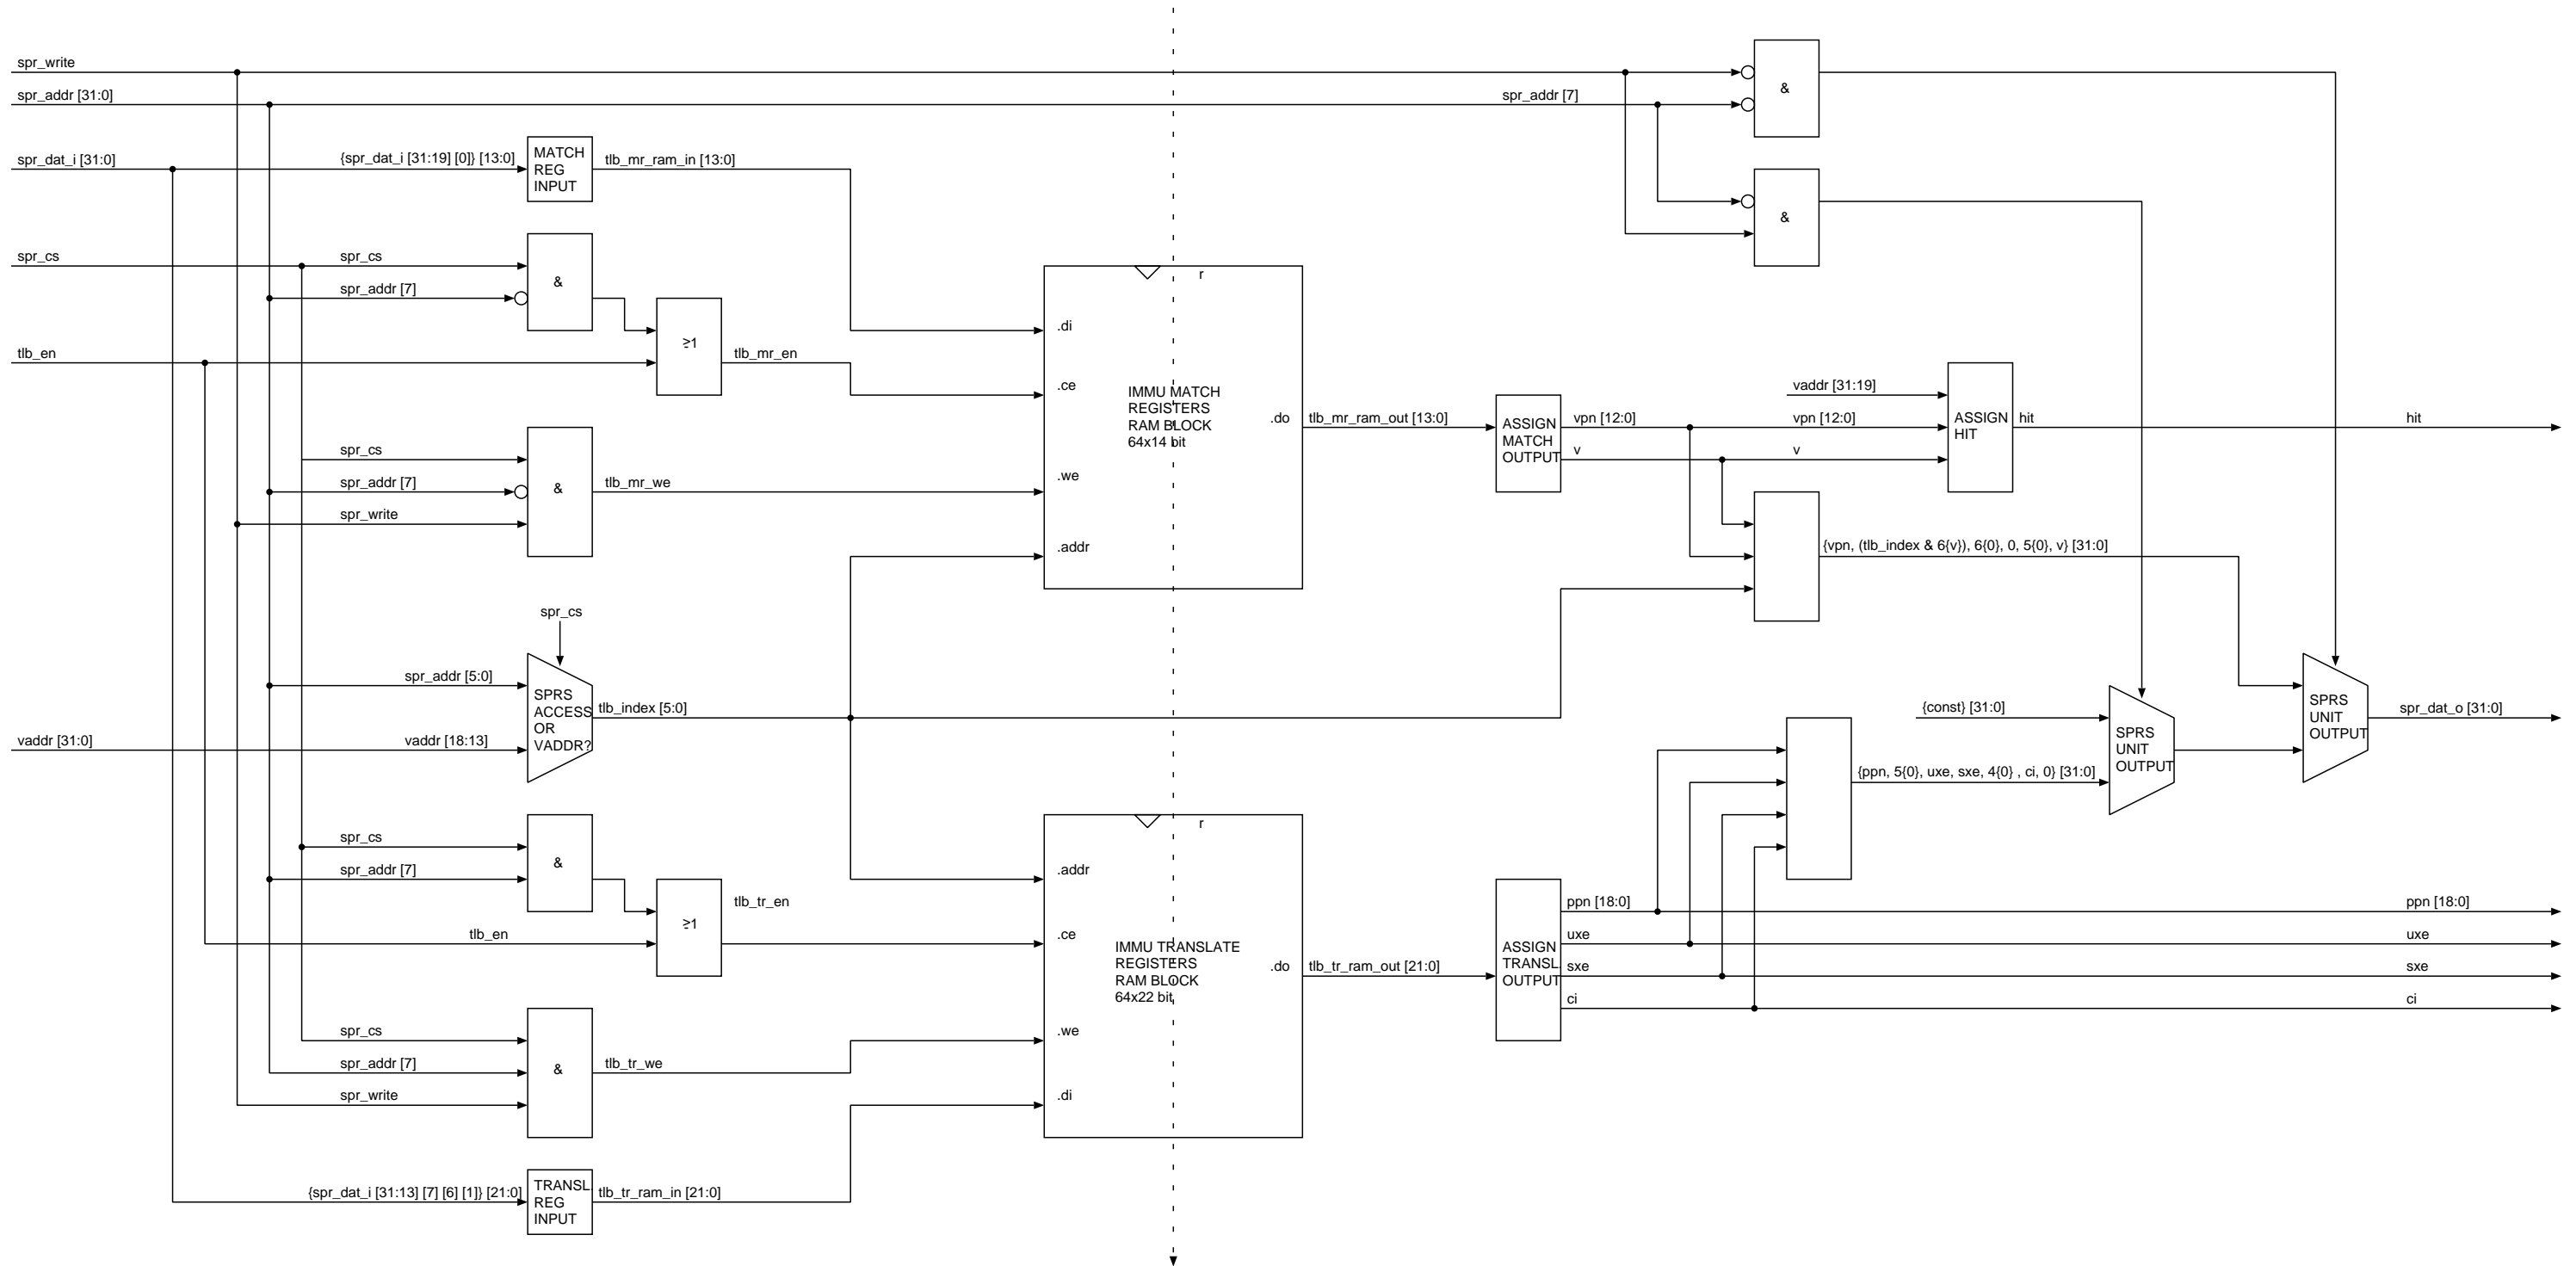 spr_write
spr_addr [31:0]
spr_addr [7]
&
spr_dat_i [31:0]
{spr_dat_i [31:19] [0]} [13:0]
MATCH
REG
INPUT
tlb_mr_ram_in [13:0]
&
spr_cs
spr_cs
spr_addr [7]
&
tlb_en
≥1
tlb_mr_en
spr_cs
spr_addr [7]
spr_write
&
tlb_mr_we
r
.di
.ce
.we
.addr
IMMU MATCH
REGISTERS
RAM BLOCK
64x14 bit
.do
tlb_mr_ram_out [13:0]
ASSIGN
MATCH
OUTPUT
vpn [12:0]
v
vaddr [31:19]
vpn [12:0]
v
ASSIGN
HIT
hit
hit
{vpn, (tlb_index & 6{v}), 6{0}, 0, 5{0}, v} [31:0]
spr_cs
spr_addr [5:0]
vaddr [31:0]
vaddr [18:13]
SPRS
ACCESS
OR
VADDR?
tlb_index [5:0]
{const} [31:0]
{ppn, 5{0}, uxe, sxe, 4{0} , ci, 0} [31:0]
SPRS
UNIT
OUTPUT
SPRS
UNIT
OUTPUT
spr_dat_o [31:0]
spr_cs
spr_addr [7]
&
tlb_en
≥1
tlb_tr_en
spr_cs
spr_addr [7]
spr_write
&
tlb_tr_we
r
.addr
.ce
.we
.di
IMMU TRANSLATE
REGISTERS
RAM BLOCK
64x22 bit
.do
tlb_tr_ram_out [21:0]
ASSIGN
TRANSL
OUTPUT
ppn [18:0]
uxe
sxe
ci
ppn [18:0]
uxe
sxe
ci
{spr_dat_i [31:13] [7] [6] [1]} [21:0]
TRANSL
REG
INPUT
tlb_tr_ram_in [21:0]